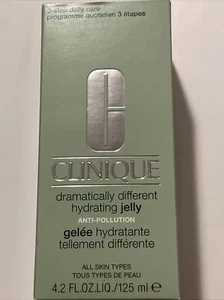 3-step daily care
programme quotidien 3 étapes
C
CLINIQUE
dramatically different
hydrating jelly
ANTI-POLLUTION
gelée hydratante
tellement différente
ALL SKIN TYPES
TOUS TYPES DE PEAU
4.2 FL.OZ.LIQ./125 ml ℮